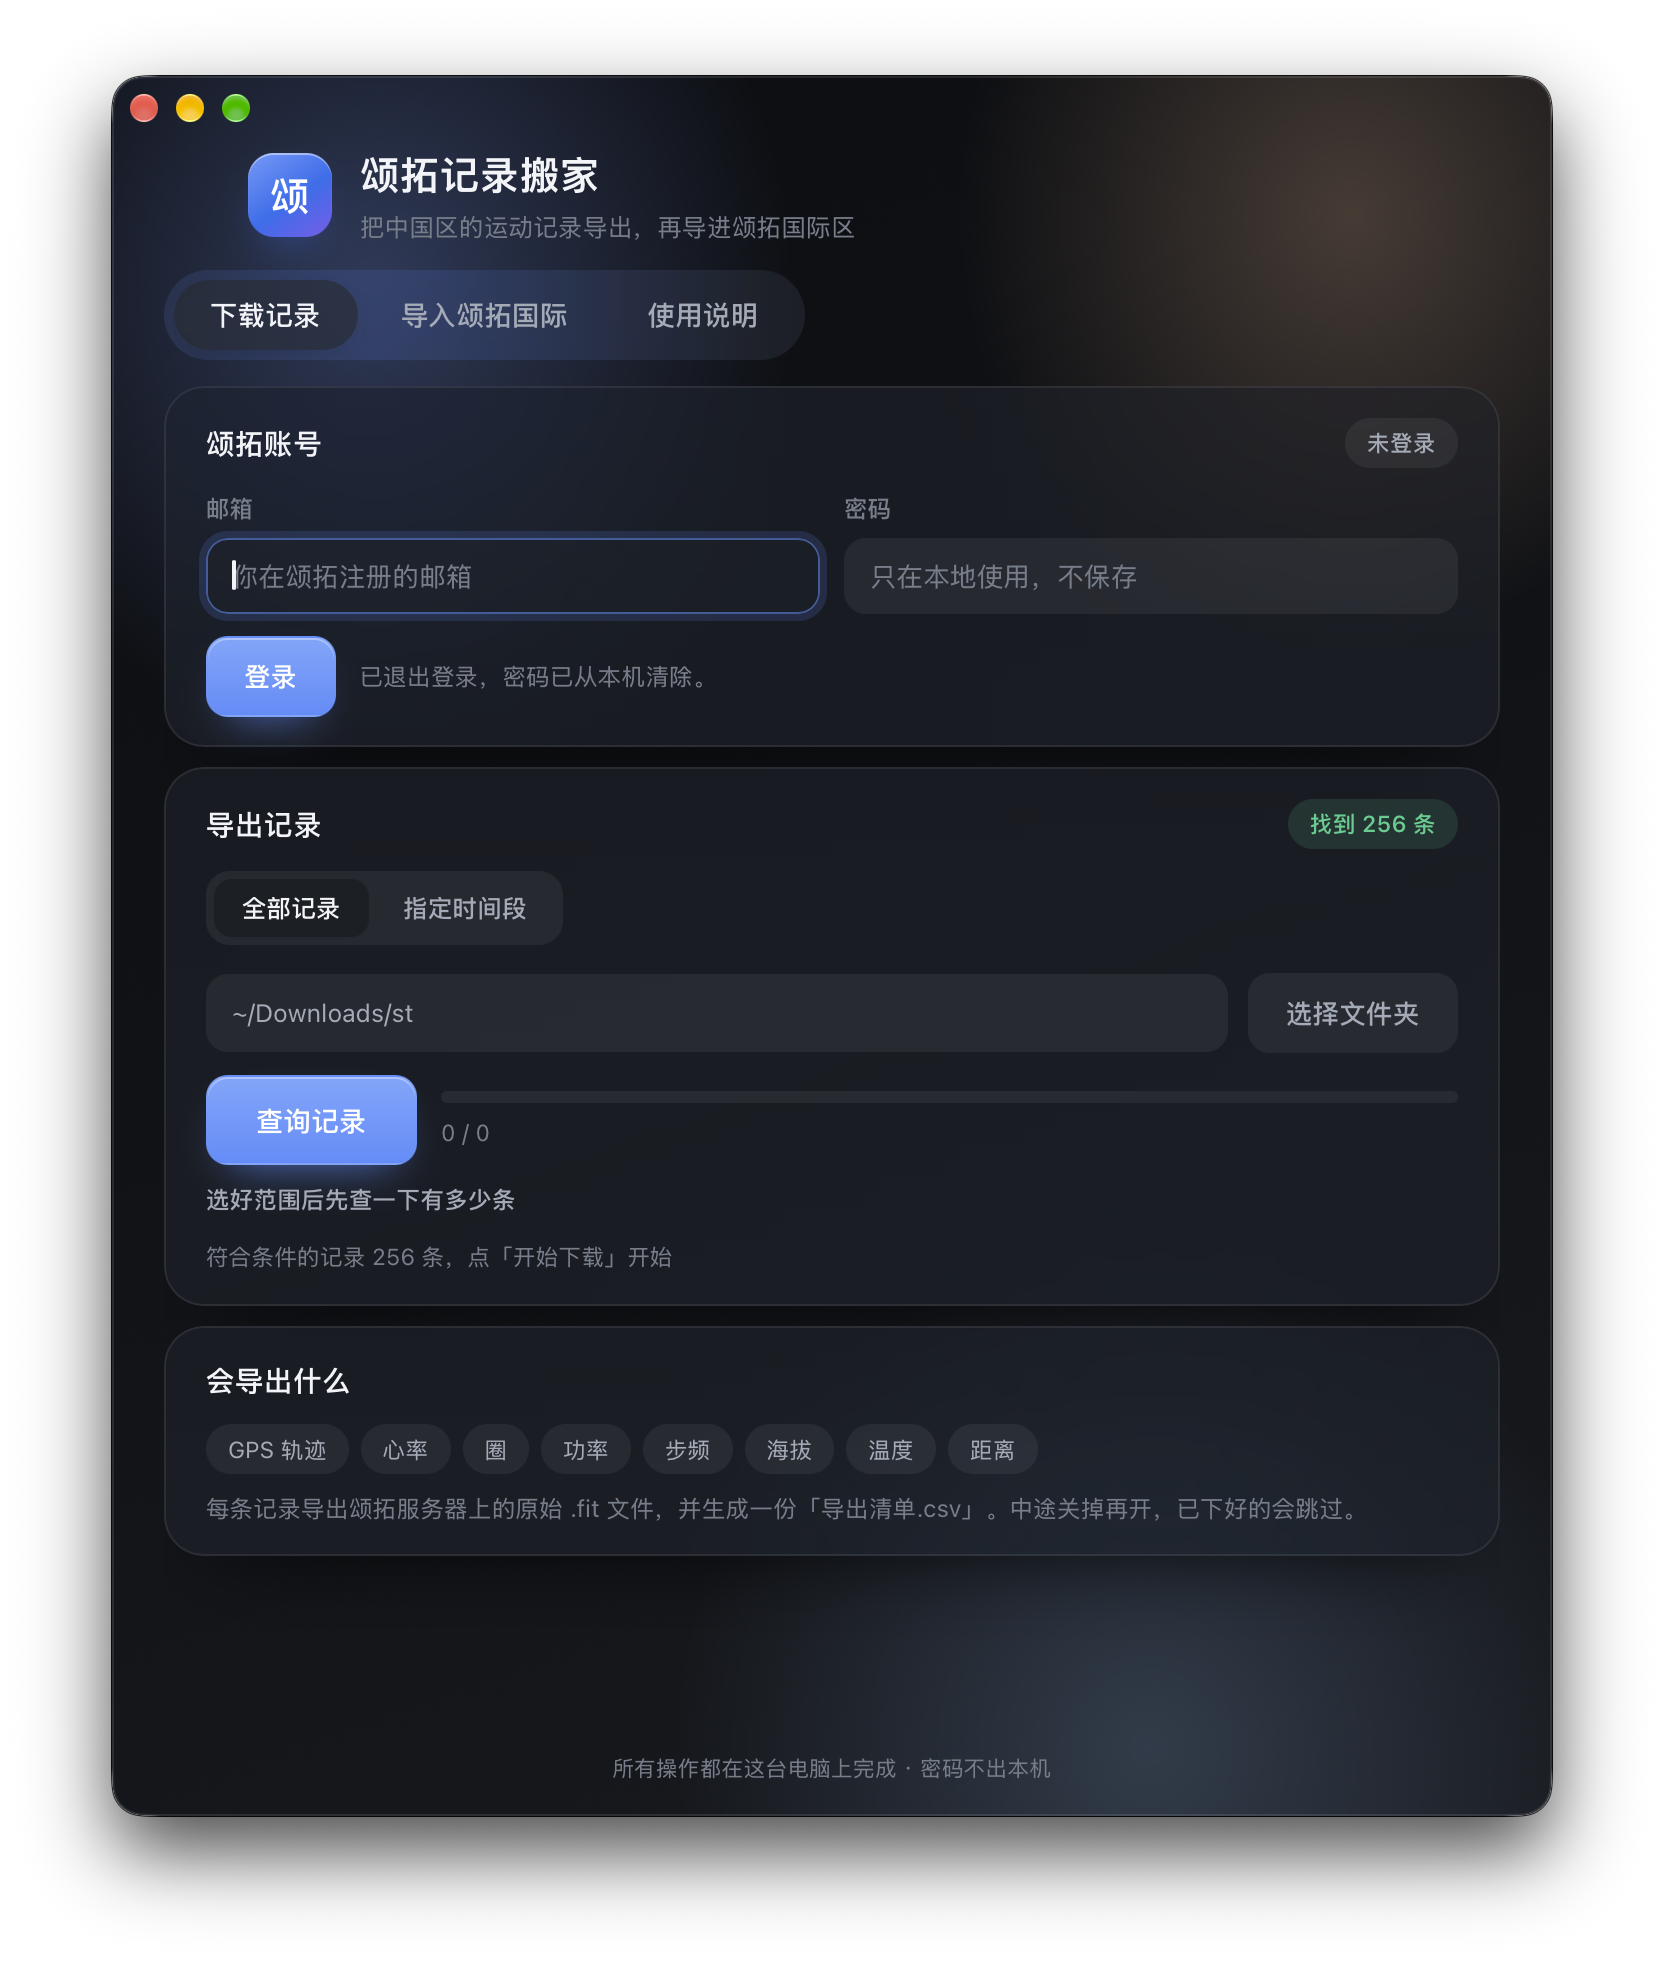 颂
颂拓记录搬家
把中国区的运动记录导出，再导进颂拓国际区
下载记录 导入颂拓国际 使用说明
颂拓账号 未登录
邮箱 密码
你在颂拓注册的邮箱 只在本地使用，不保存
登录 已退出登录，密码已从本机清除。
导出记录 找到 256 条
全部记录 指定时间段
~/Downloads/st 选择文件夹
查询记录
0 / 0
选好范围后先查一下有多少条
符合条件的记录 256 条，点「开始下载」开始
会导出什么
GPS 轨迹 心率 圈 功率 步频 海拔 温度 距离
每条记录导出颂拓服务器上的原始 .fit 文件，并生成一份「导出清单.csv」。中途关掉再开，已下好的会跳过。
所有操作都在这台电脑上完成 · 密码不出本机